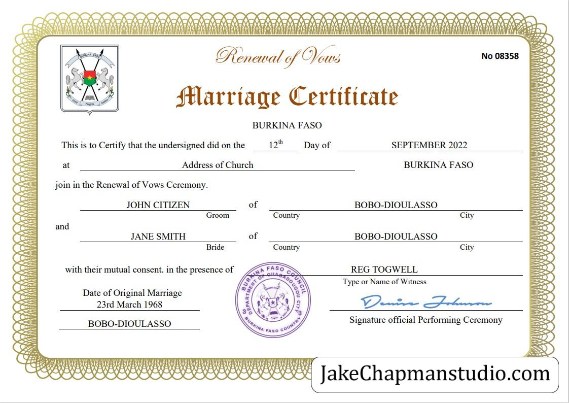 Renewal of Vows
No 08358
Marriage Certificate
BURKINA FASO
This is to Certify that the undersigned did on the 12th Day of SEPTEMBER 2022
at Address of Church BURKINA FASO
join in the Renewal of Vows Ceremony.
JOHN CITIZEN of BOBO-DIOULASSO
Groom Country City
and
JANE SMITH of BOBO-DIOULASSO
Bride Country City
with their mutual consent. in the presence of REG TOGWELL
Type or Name of Witness
Date of Original Marriage
23rd March 1968
BOBO-DIOULASSO
BURKINA FASO COUNCIL
Denise Johnson
Signature official Performing Ceremony
JakeChapmanstudio.com